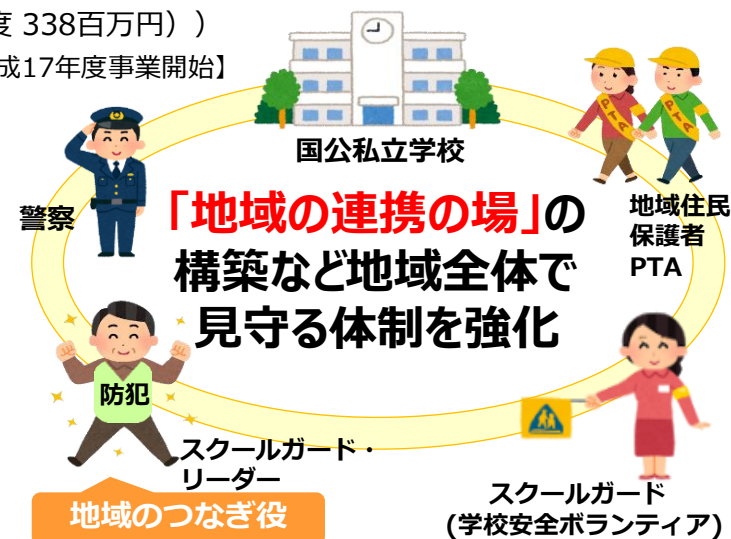 度 338百万円））
成17年度事業開始】
国公私立学校
PTA
PTA
警察
「地域の連携の場」の
構築など地域全体で
見守る体制を強化
地域住民
保護者
PTA
防犯
スクールガード・
リーダー
地域のつなぎ役
スクールガード
(学校安全ボランティア)